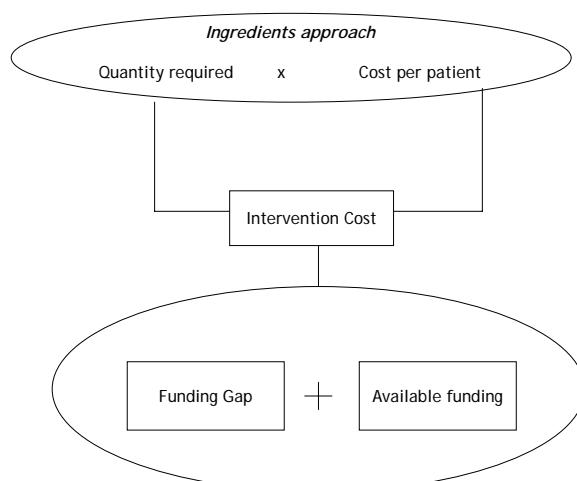 Ingredients approach
Quantity required x Cost per patient
Intervention Cost
Funding Gap + Available funding